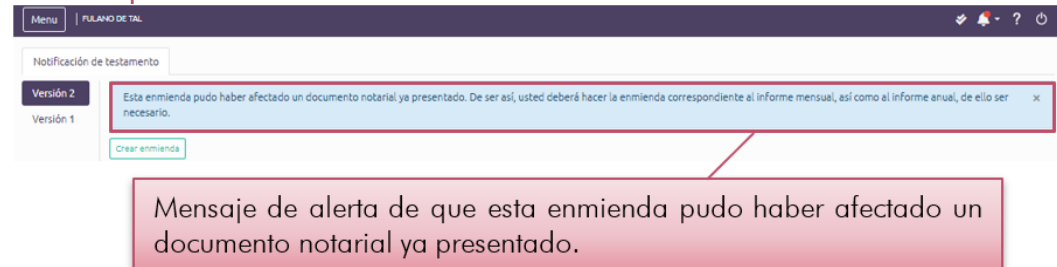 Menu | FULANO DE TAL ?
Notificación de testamento
Versión 2
Esta enmienda pudo haber afectado un documento notarial ya presentado. De ser así, usted deberá hacer la enmienda correspondiente al informe mensual, así como al informe anual, de ello ser ×
necesario.
Versión 1
Crear enmienda
Mensaje de alerta de que esta enmienda pudo haber afectado un
documento notarial ya presentado.